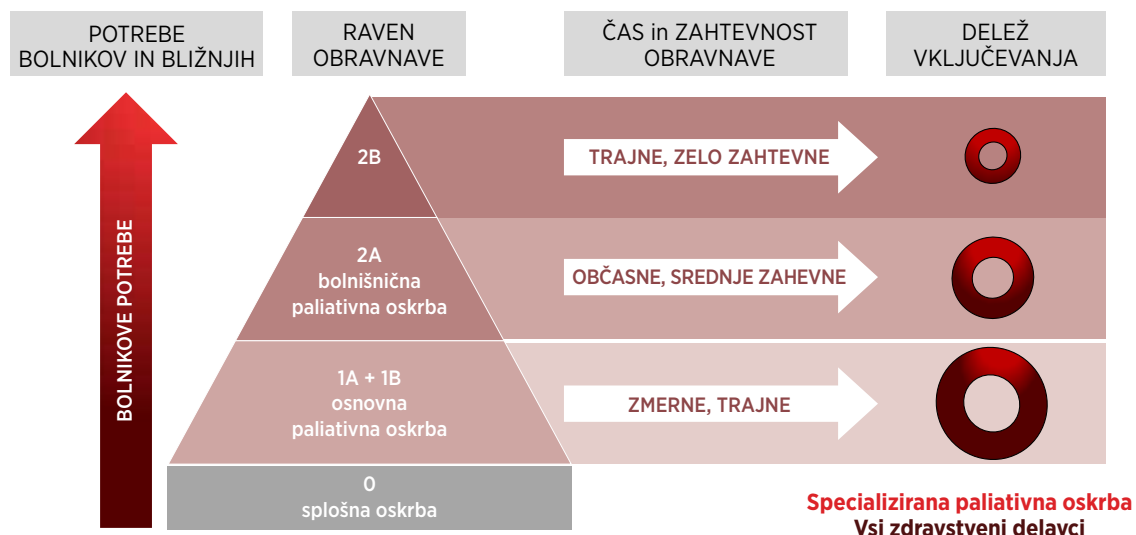 POTREBE
BOLNIKOV IN BLIŽNJIH
RAVEN
OBRAVNAVE
ČAS in ZAHTEVNOST
OBRAVNAVE
DELEŽ
VKLJUČEVANJA
BOLNIKOVE POTREBE
2B
TRAJNE, ZELO ZAHTEVNE
2A
bolnišnična
paliativna oskrba
OBČASNE, SREDNJE ZAHEVNE
1A + 1B
osnovna
paliativna oskrba
ZMERNE, TRAJNE
0
splošna oskrba
Specializirana paliativna oskrba
Vsi zdravstveni delavci